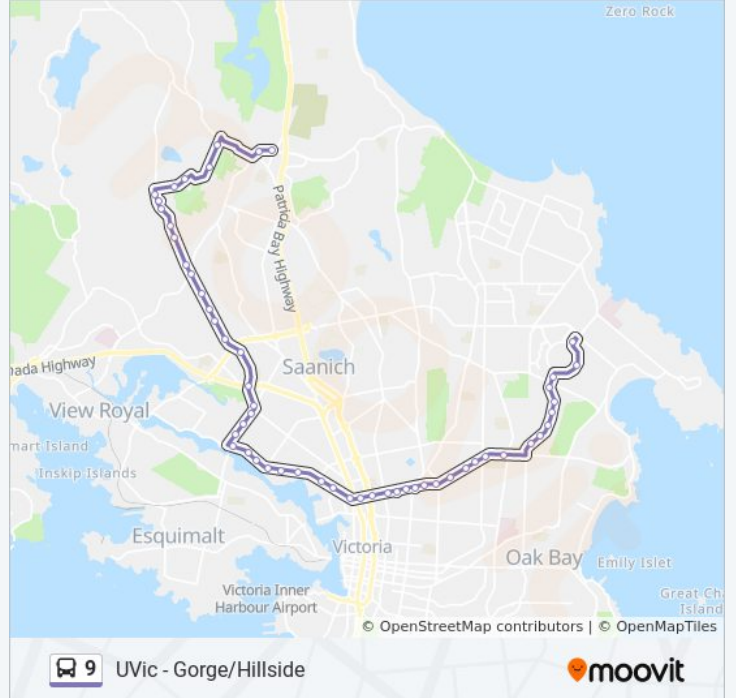 Zero Rock
Patricia Bay Highway
Saanich
nada Highway
View Royal
mart Island
Inskip Islands
Esquimalt
Victoria
Oak Bay
Emily Islet
Victoria Inner
Harbour Airport
Great Cha
Island
© OpenStreetMap contributors | © OpenMapTiles
9 UVic - Gorge/Hillside
moovit